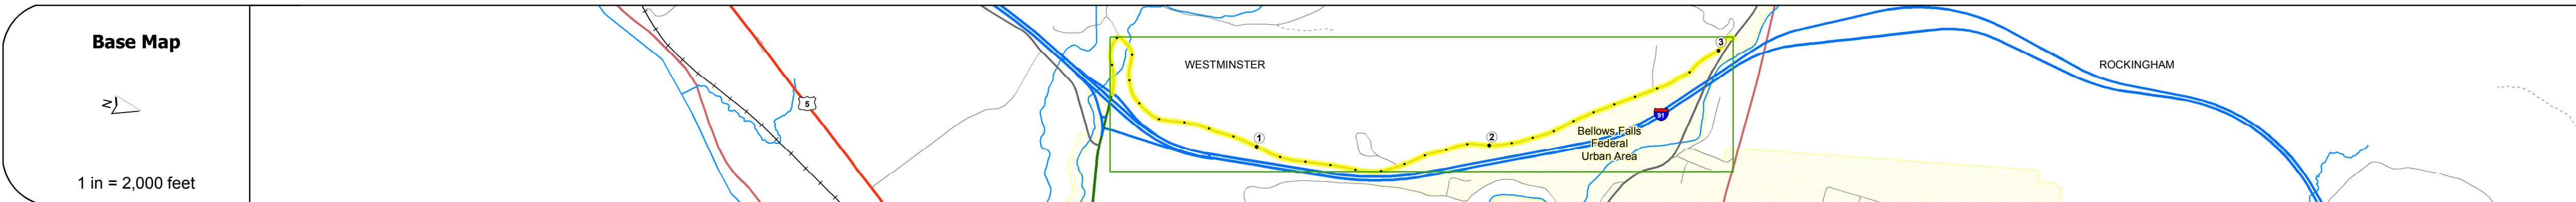 Base Map
N
1 in = 2,000 feet
5
WESTMINSTER
1
2
3
91
Bellows Falls
Federal
Urban Area
ROCKINGHAM